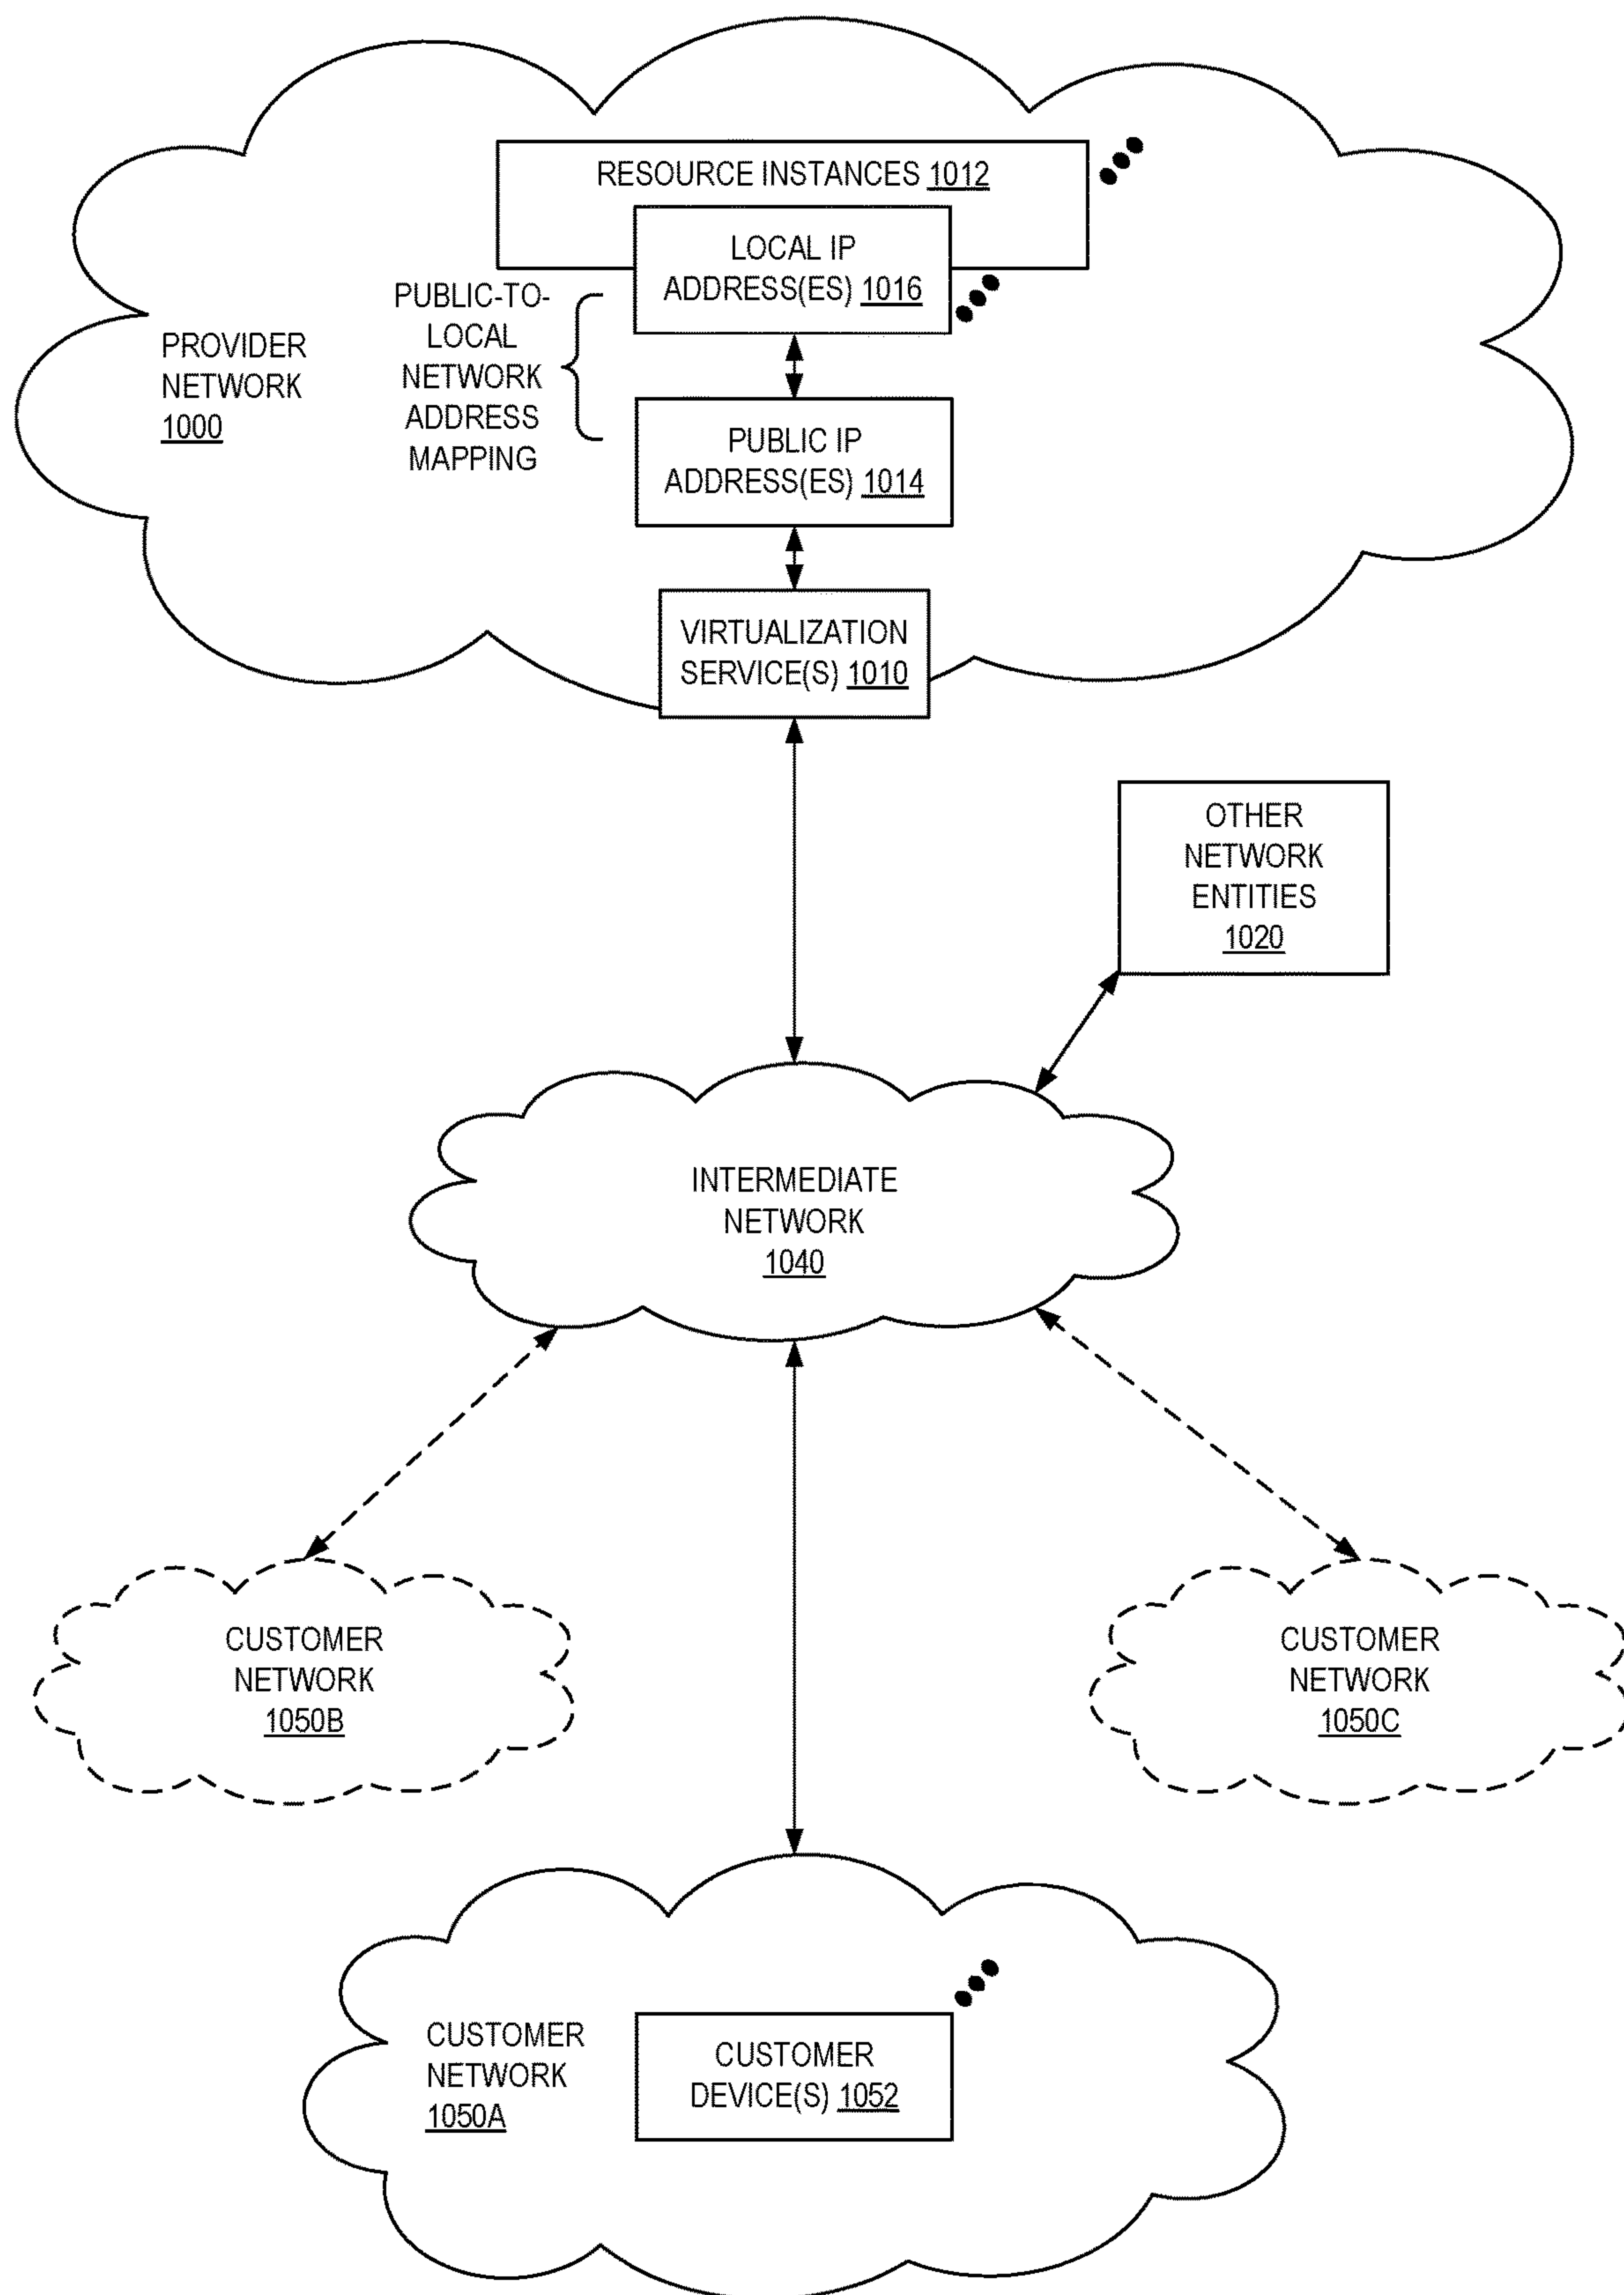 RESOURCE INSTANCES 1012
LOCAL IP
ADDRESS(ES) 1016
PUBLIC-TO-
LOCAL
NETWORK
ADDRESS
MAPPING
PROVIDER
NETWORK
1000
PUBLIC IP
ADDRESS(ES) 1014
VIRTUALIZATION
SERVICE(S) 1010
OTHER
NETWORK
ENTITIES
1020
INTERMEDIATE
NETWORK
1040
CUSTOMER
NETWORK
1050B
CUSTOMER
NETWORK
1050C
CUSTOMER
NETWORK
1050A
CUSTOMER
DEVICE(S) 1052